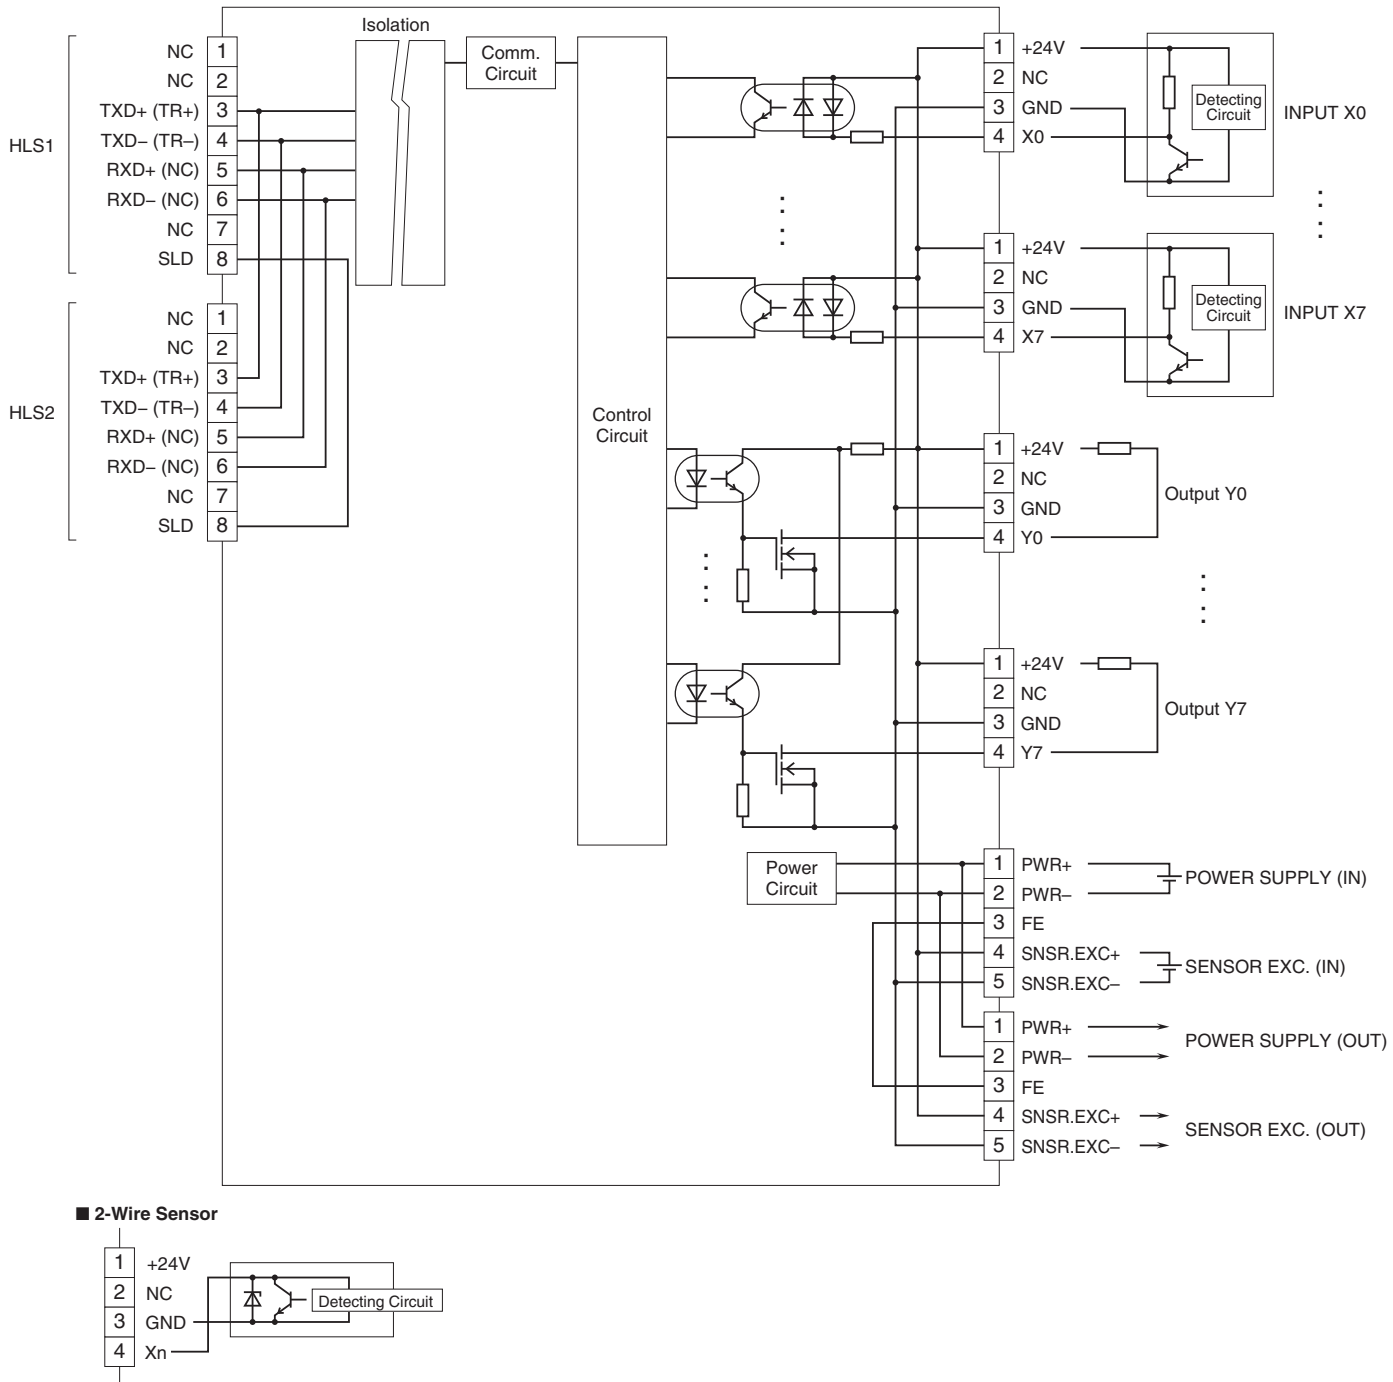 Isolation
Comm.
Circuit
Control
Circuit
HLS1
NC 1
NC 2
TXD+ (TR+) 3
TXD− (TR−) 4
RXD+ (NC) 5
RXD− (NC) 6
NC 7
SLD 8
HLS2
NC 1
NC 2
TXD+ (TR+) 3
TXD− (TR−) 4
RXD+ (NC) 5
RXD− (NC) 6
NC 7
SLD 8
1 +24V
2 NC
3 GND
4 X0
Detecting
Circuit
INPUT X0
1 +24V
2 NC
3 GND
4 X7
Detecting
Circuit
INPUT X7
1 +24V
2 NC
3 GND
4 Y0
Output Y0
1 +24V
2 NC
3 GND
4 Y7
Output Y7
Power
Circuit
1 PWR+
2 PWR–
3 FE
4 SNSR.EXC+
5 SNSR.EXC–
POWER SUPPLY (IN)
SENSOR EXC. (IN)
1 PWR+
2 PWR–
3 FE
4 SNSR.EXC+
5 SNSR.EXC–
POWER SUPPLY (OUT)
SENSOR EXC. (OUT)
■ 2-Wire Sensor
1 +24V
2 NC
3 GND
4 Xn
Detecting Circuit